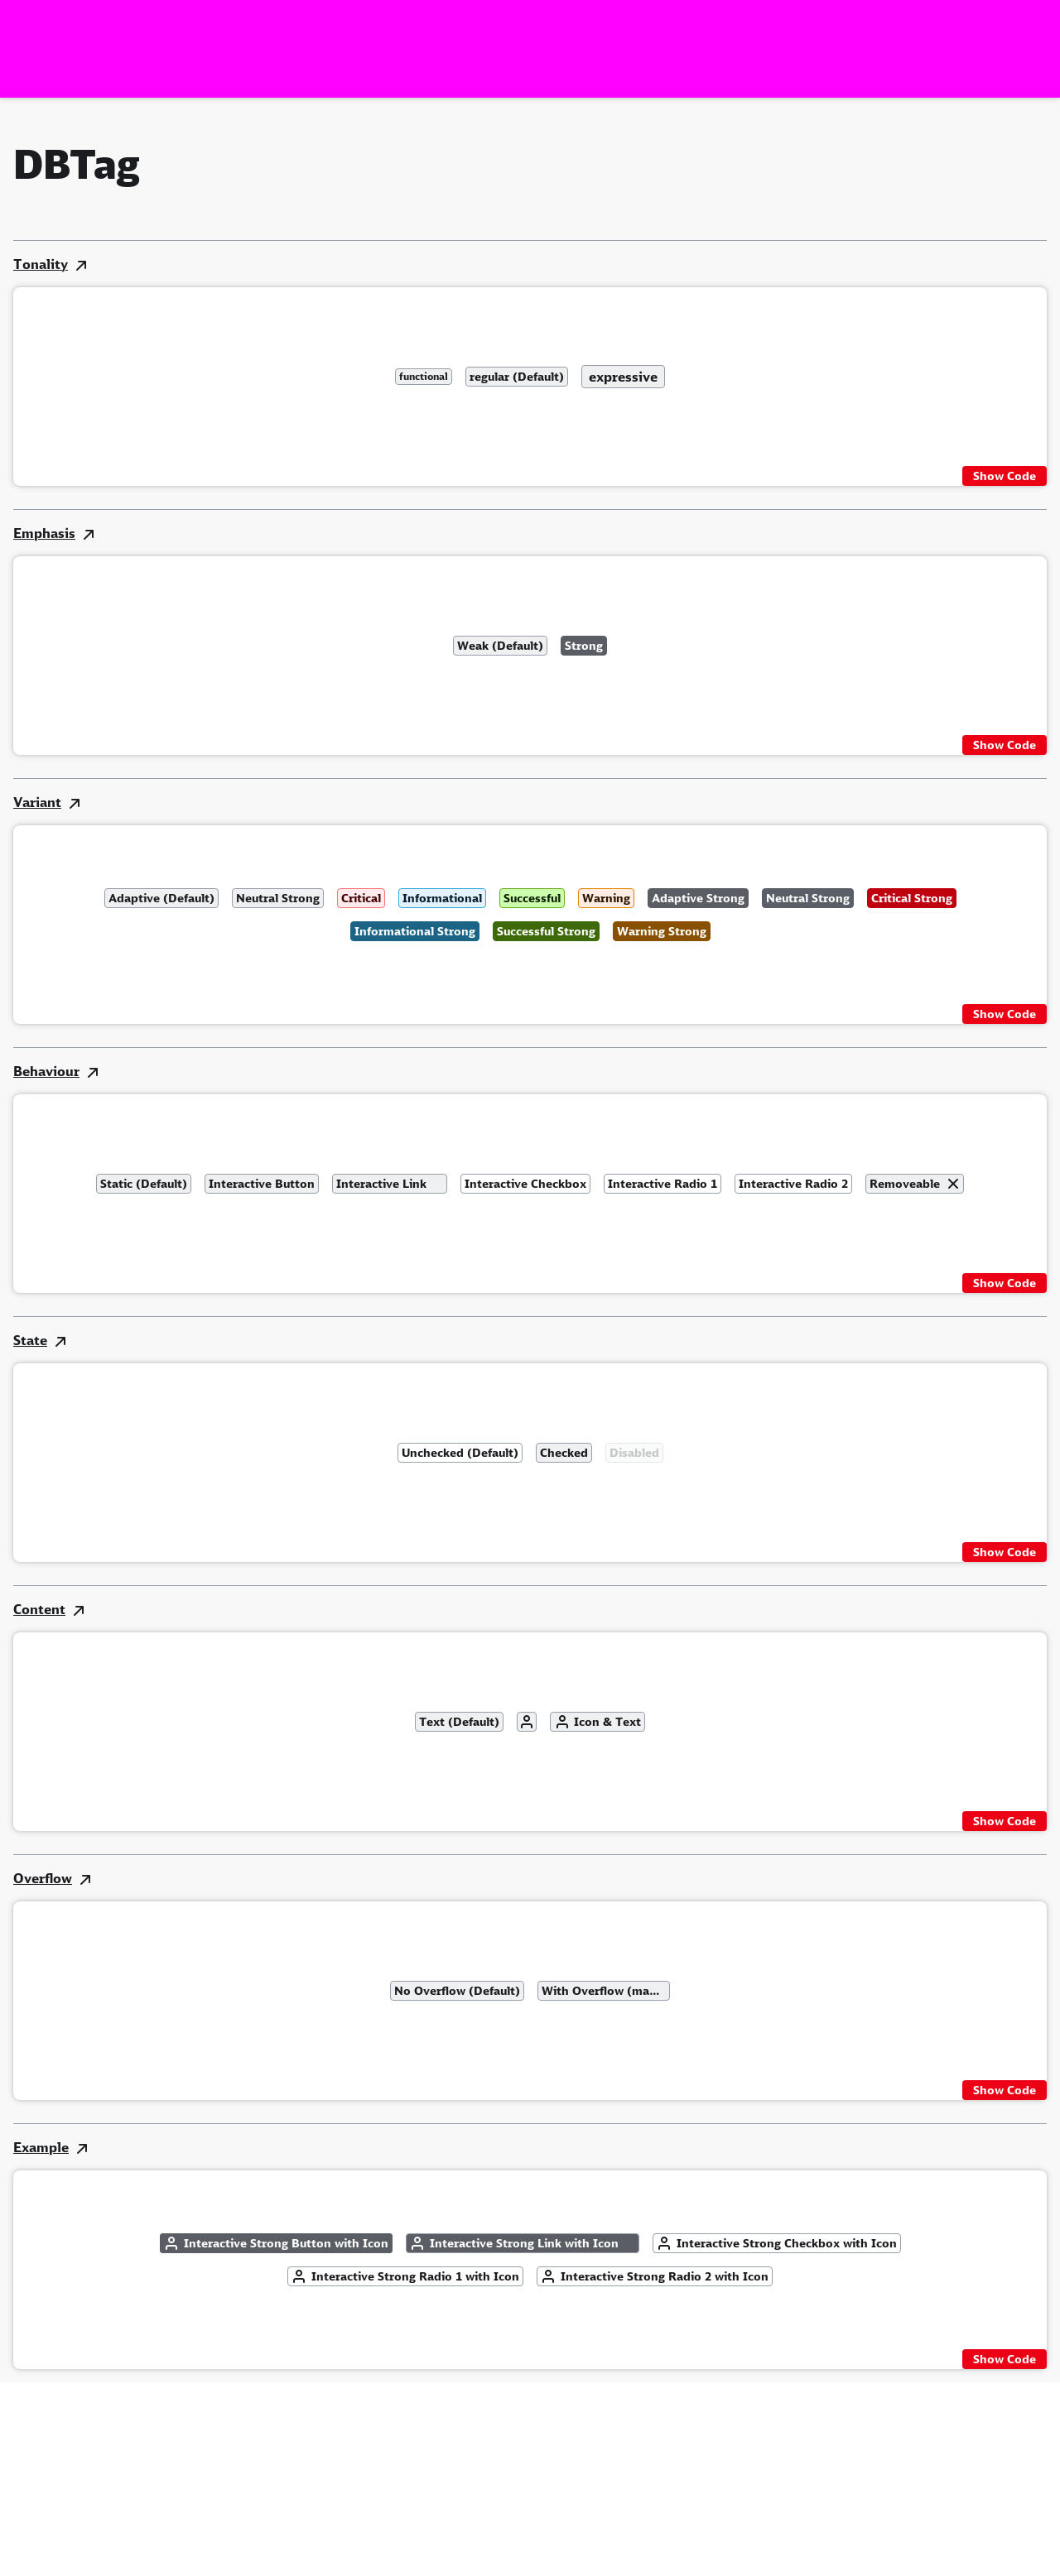 DBTag
Tonality
functional regular (Default) expressive
Show Code
Emphasis
Weak (Default) Strong
Show Code
Variant
Adaptive (Default) Neutral Strong Critical Informational Successful Warning Adaptive Strong Neutral Strong Critical Strong
Informational Strong Successful Strong Warning Strong
Show Code
Behaviour
Static (Default) Interactive Button Interactive Link Interactive Checkbox Interactive Radio 1 Interactive Radio 2 Removeable
Show Code
State
Unchecked (Default) Checked Disabled
Show Code
Content
Text (Default) Icon & Text
Show Code
Overflow
No Overflow (Default) With Overflow (ma...
Show Code
Example
Interactive Strong Button with Icon Interactive Strong Link with Icon Interactive Strong Checkbox with Icon
Interactive Strong Radio 1 with Icon Interactive Strong Radio 2 with Icon
Show Code